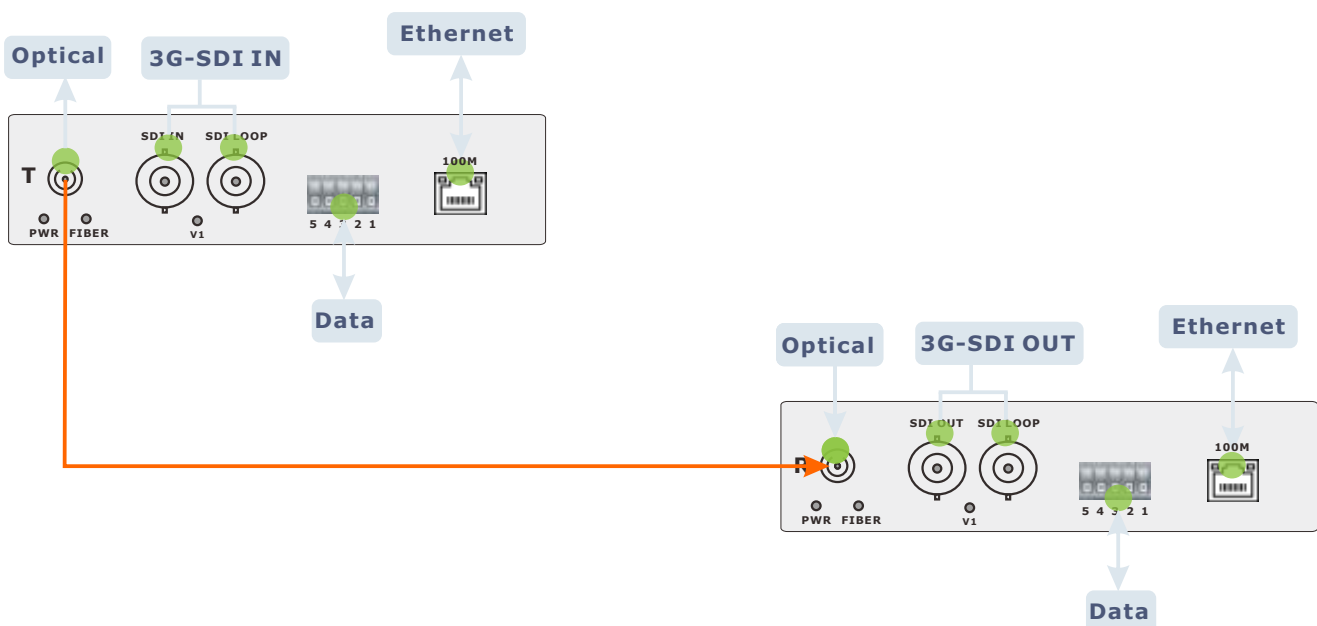 Ethernet
Optical
3G-SDI IN
SDI IN
SDI LOOP
100M
T
PWR
FIBER
V1
5 4 3 2 1
Data
Ethernet
Optical
3G-SDI OUT
SDI OUT
SDI LOOP
100M
R
PWR
FIBER
V1
5 4 3 2 1
Data